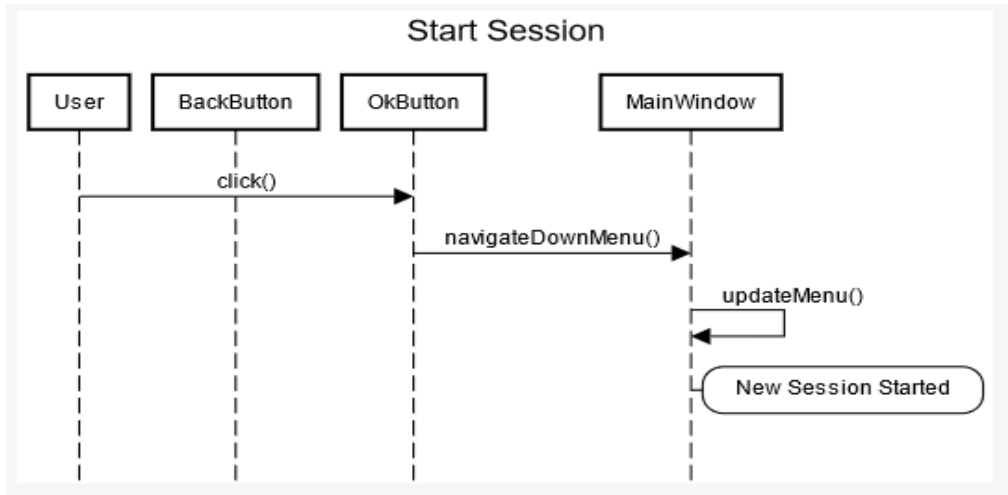 Start Session
User
BackButton
OkButton
MainWindow
click()
navigateDownMenu()
updateMenu()
New Session Started